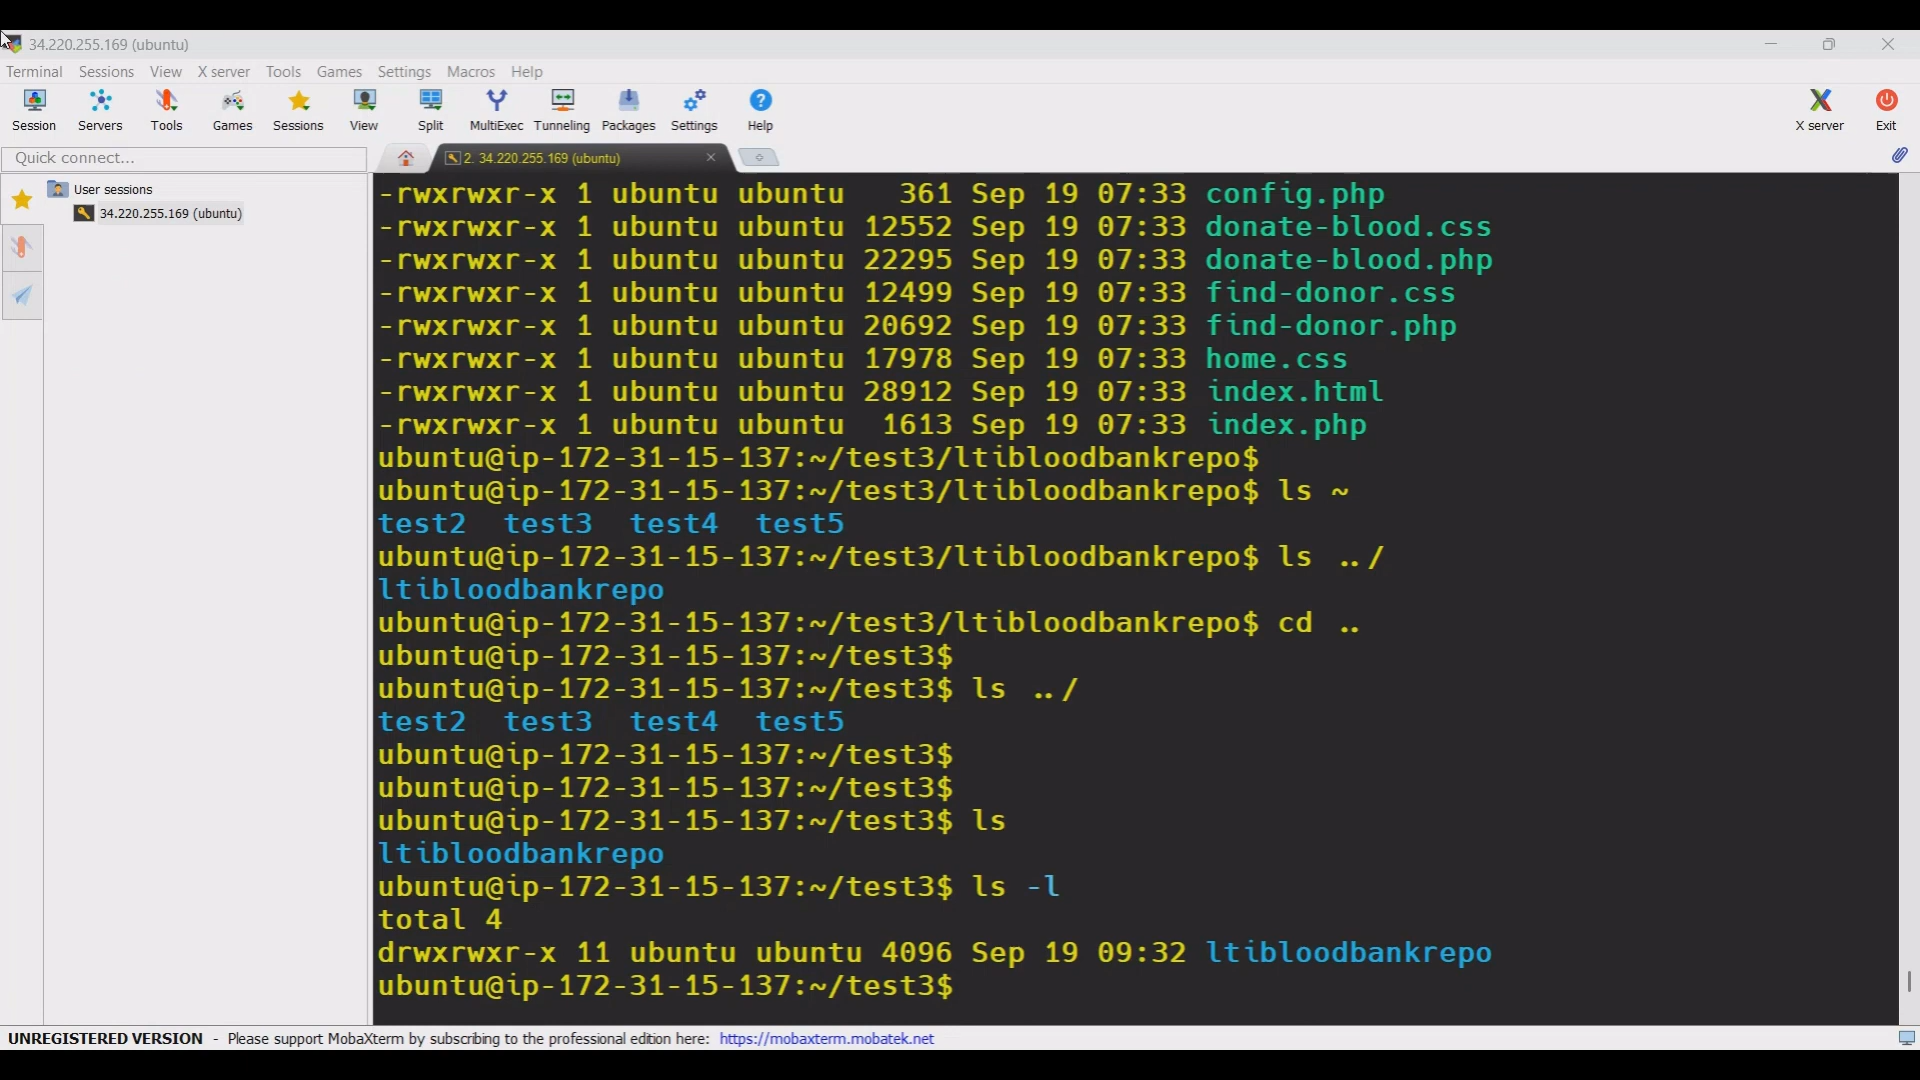 34.220.255.169 (ubuntu)
Terminal Sessions View X server Tools Games Settings Macros Help
Session Servers Tools Games Sessions View Split MultiExec Tunneling Packages Settings Help X server Exit
Quick connect...
2. 34.220.255.169 (ubuntu)
User sessions
34.220.255.169 (ubuntu)
-rwxrwxr-x 1 ubuntu ubuntu   361 Sep 19 07:33 config.php
-rwxrwxr-x 1 ubuntu ubuntu 12552 Sep 19 07:33 donate-blood.css
-rwxrwxr-x 1 ubuntu ubuntu 22295 Sep 19 07:33 donate-blood.php
-rwxrwxr-x 1 ubuntu ubuntu 12499 Sep 19 07:33 find-donor.css
-rwxrwxr-x 1 ubuntu ubuntu 20692 Sep 19 07:33 find-donor.php
-rwxrwxr-x 1 ubuntu ubuntu 17978 Sep 19 07:33 home.css
-rwxrwxr-x 1 ubuntu ubuntu 28912 Sep 19 07:33 index.html
-rwxrwxr-x 1 ubuntu ubuntu  1613 Sep 19 07:33 index.php
ubuntu@ip-172-31-15-137:~/test3/ltibloodbankrepo$
ubuntu@ip-172-31-15-137:~/test3/ltibloodbankrepo$ ls ~
test2  test3  test4  test5
ubuntu@ip-172-31-15-137:~/test3/ltibloodbankrepo$ ls ../
ltibloodbankrepo
ubuntu@ip-172-31-15-137:~/test3/ltibloodbankrepo$ cd ..
ubuntu@ip-172-31-15-137:~/test3$
ubuntu@ip-172-31-15-137:~/test3$ ls ../
test2  test3  test4  test5
ubuntu@ip-172-31-15-137:~/test3$
ubuntu@ip-172-31-15-137:~/test3$
ubuntu@ip-172-31-15-137:~/test3$ ls
ltibloodbankrepo
ubuntu@ip-172-31-15-137:~/test3$ ls -l
total 4
drwxrwxr-x 11 ubuntu ubuntu 4096 Sep 19 09:32 ltibloodbankrepo
ubuntu@ip-172-31-15-137:~/test3$
UNREGISTERED VERSION - Please support MobaXterm by subscribing to the professional edition here: https://mobaxterm.mobatek.net